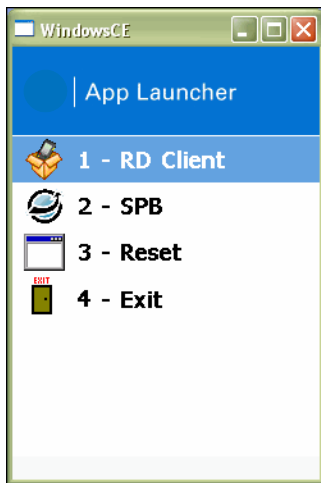 WindowsCE
App Launcher
1 - RD Client
2 - SPB
3 - Reset
EXIT
4 - Exit